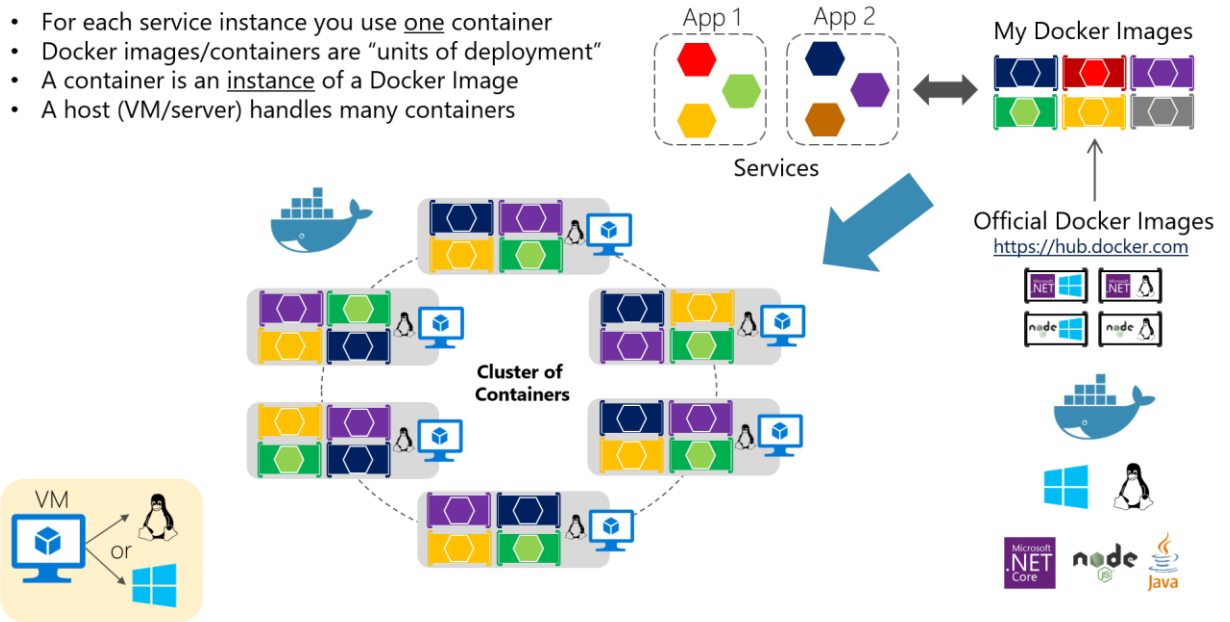 • For each service instance you use one container
• Docker images/containers are “units of deployment”
• A container is an instance of a Docker Image
• A host (VM/server) handles many containers
App 1
App 2
Services
My Docker Images
Official Docker Images
https://hub.docker.com
.NET
.NET
node
node
Cluster of
Containers
VM
or
Microsoft
.NET
Core
node
JS
Java